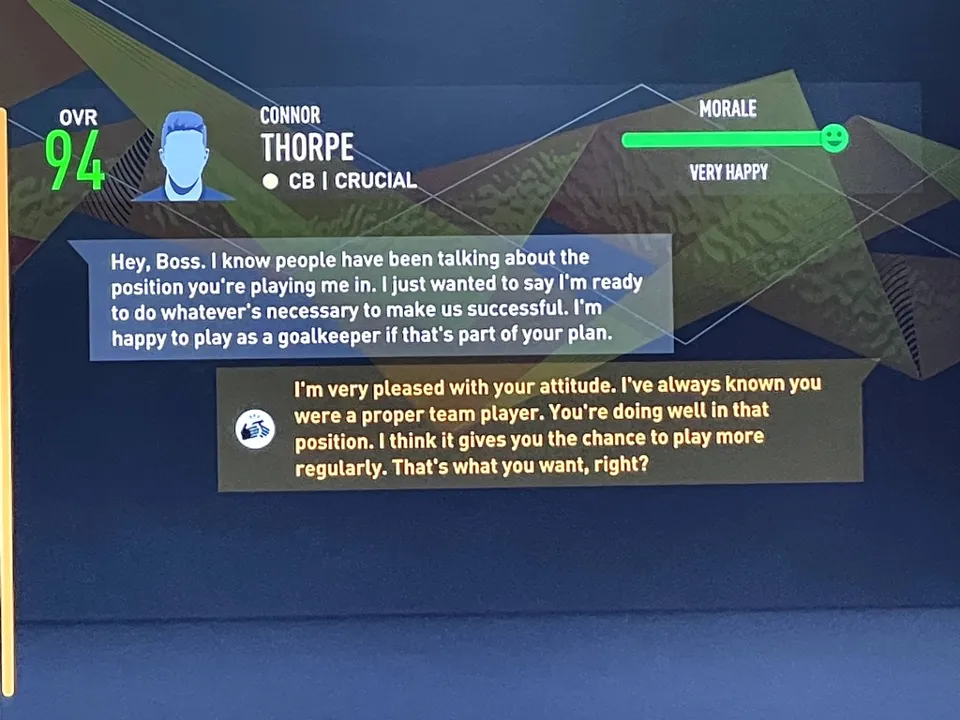 OVR
94
CONNOR
THORPE
CB | CRUCIAL
MORALE
VERY HAPPY
Hey, Boss. I know people have been talking about the
position you're playing me in. I just wanted to say I'm ready
to do whatever's necessary to make us successful. I'm
happy to play as a goalkeeper if that's part of your plan.
I'm very pleased with your attitude. I've always known you
were a proper team player. You're doing well in that
position. I think it gives you the chance to play more
regularly. That's what you want, right?